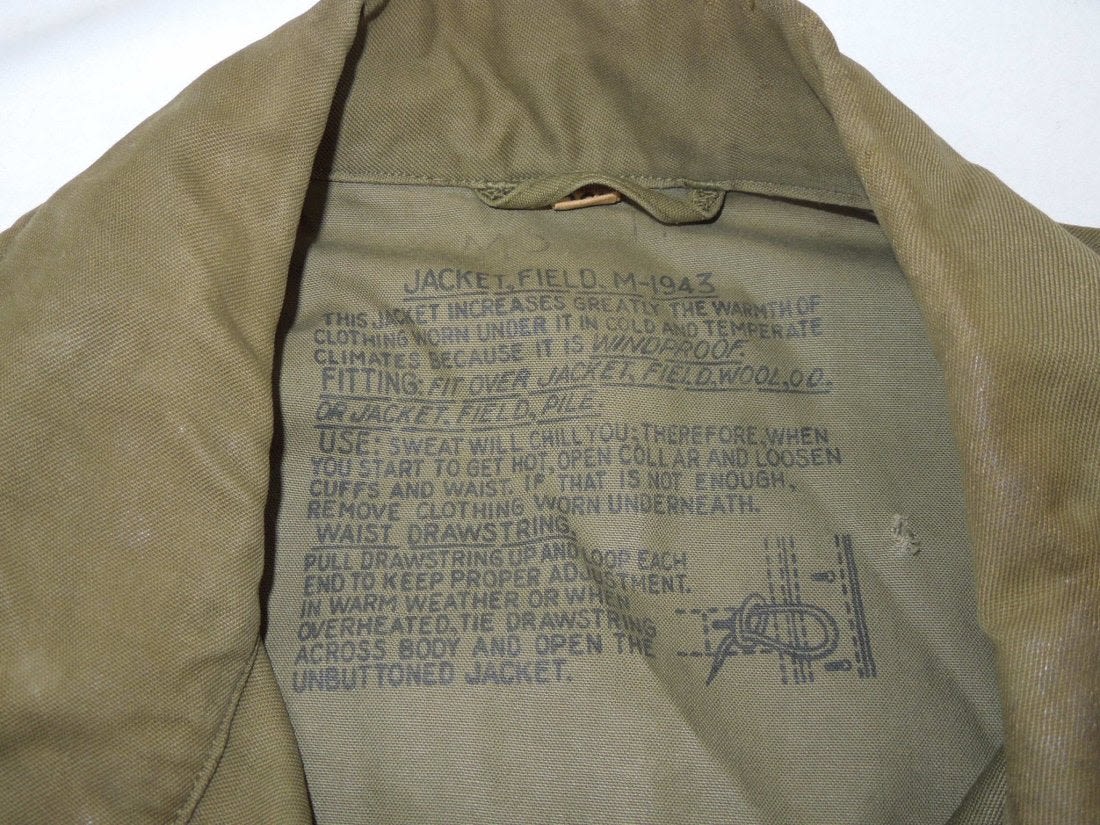 JACKET, FIELD, M-1943
THIS JACKET INCREASES GREATLY THE WARMTH OF
CLOTHING WORN UNDER IT IN COLD AND TEMPERATE
CLIMATES BECAUSE IT IS WINDPROOF.
FITTING: FIT OVER JACKET, FIELD, WOOL, O.D.
OR JACKET, FIELD, PILE
USE: SWEAT WILL CHILL YOU; THEREFORE, WHEN
YOU START TO GET HOT, OPEN COLLAR AND LOOSEN
CUFFS AND WAIST. IF THAT IS NOT ENOUGH,
REMOVE CLOTHING WORN UNDERNEATH.
WAIST DRAWSTRING.
PULL DRAWSTRING UP AND LOOP EACH
END TO KEEP PROPER ADJUSTMENT.
IN WARM WEATHER OR WHEN
OVERHEATED, TIE DRAWSTRING
ACROSS BODY AND OPEN THE
UNBUTTONED JACKET.